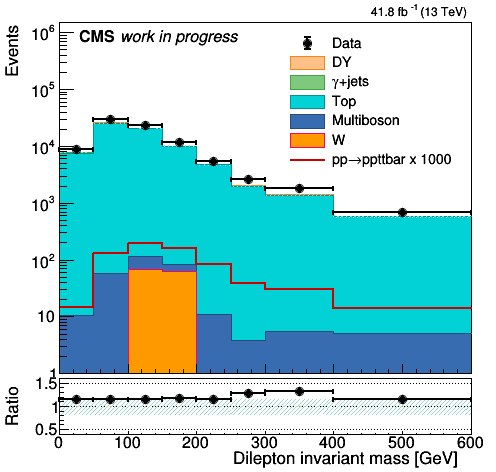 41.8 fb⁻¹ (13 TeV)
Events
CMS work in progress
Data
DY
γ+jets
Top
Multiboson
W
pp→ppttbar x 1000
10⁶
10⁵
10⁴
10³
10²
10
1
Ratio
1.5
1
0.5
0 100 200 300 400 500 600
Dilepton invariant mass [GeV]